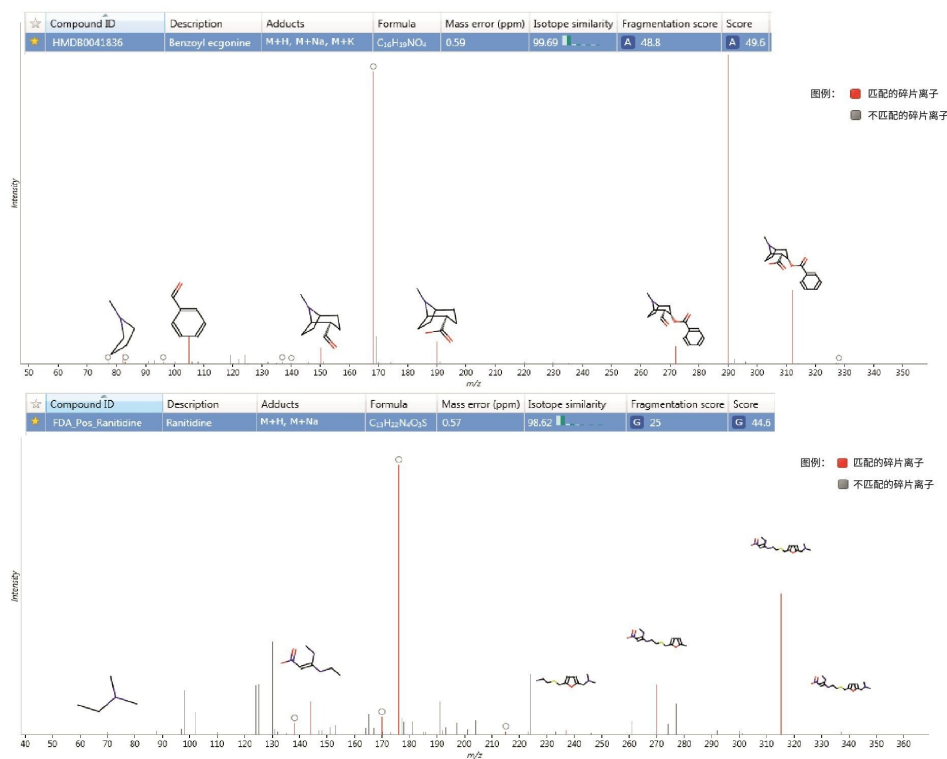 Compound ID Description Adducts Formula Mass error (ppm) Isotope similarity Fragmentation score Score
HMDB0041836 Benzoyl ecgonine M+H, M+Na, M+K C₁₆H₁₉NO₄ 0.59 99.69 A 48.8 A 49.6
图例： 匹配的碎片离子
不匹配的碎片离子
Intensity
50 60 70 80 90 100 110 120 130 140 150 160 170 180 190 200 210 220 230 240 250 260 270 280 290 300 310 320 330 340 350
m/z
Compound ID Description Adducts Formula Mass error (ppm) Isotope similarity Fragmentation score Score
FDA_Pos_Ranitidine Ranitidine M+H, M+Na C₁₃H₂₂N₄O₃S 0.57 98.62 G 25 G 44.6
图例： 匹配的碎片离子
不匹配的碎片离子
Intensity
40 50 60 70 80 90 100 110 120 130 140 150 160 170 180 190 200 210 220 230 240 250 260 270 280 290 300 310 320 330 340 350 360
m/z